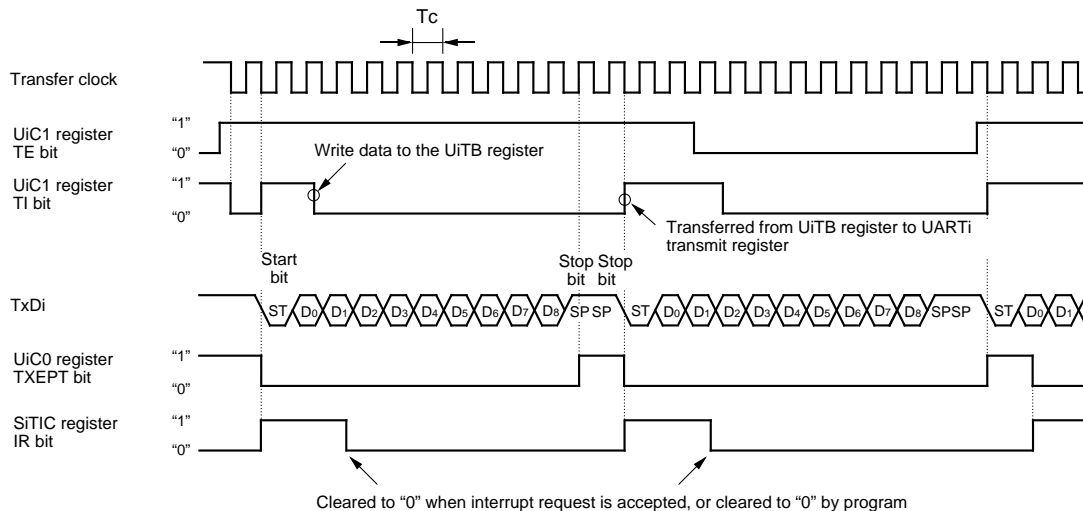 Tc
Transfer clock
UiC1 register
TE bit
“1”
“0”
Write data to the UiTB register
UiC1 register
TI bit
“1”
“0”
Transferred from UiTB register to UARTi
transmit register
Start
bit
Stop Stop
bit bit
TxDi
ST D0 D1 D2 D3 D4 D5 D6 D7 D8 SP SP ST D0 D1 D2 D3 D4 D5 D6 D7 D8 SPSP ST D0 D1
UiC0 register
TXEPT bit
“1”
“0”
SiTIC register
IR bit
“1”
“0”
Cleared to “0” when interrupt request is accepted, or cleared to “0” by program